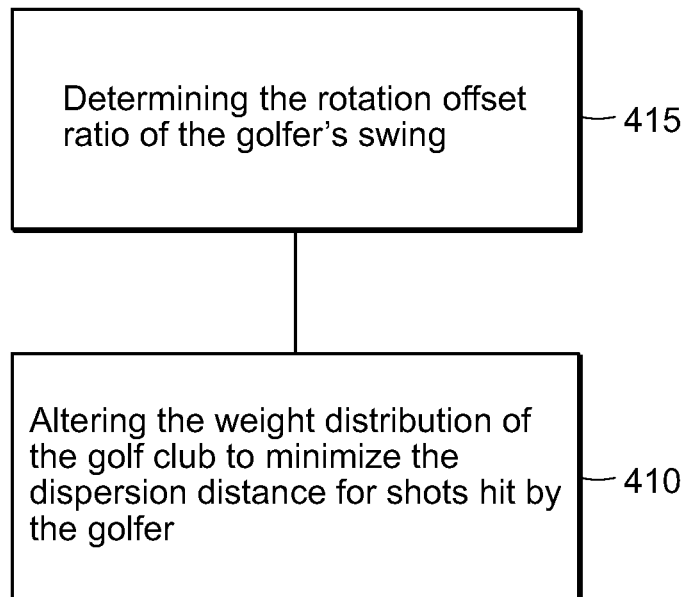 Determining the rotation offset
ratio of the golfer’s swing
415
Altering the weight distribution of
the golf club to minimize the
dispersion distance for shots hit by
the golfer
410